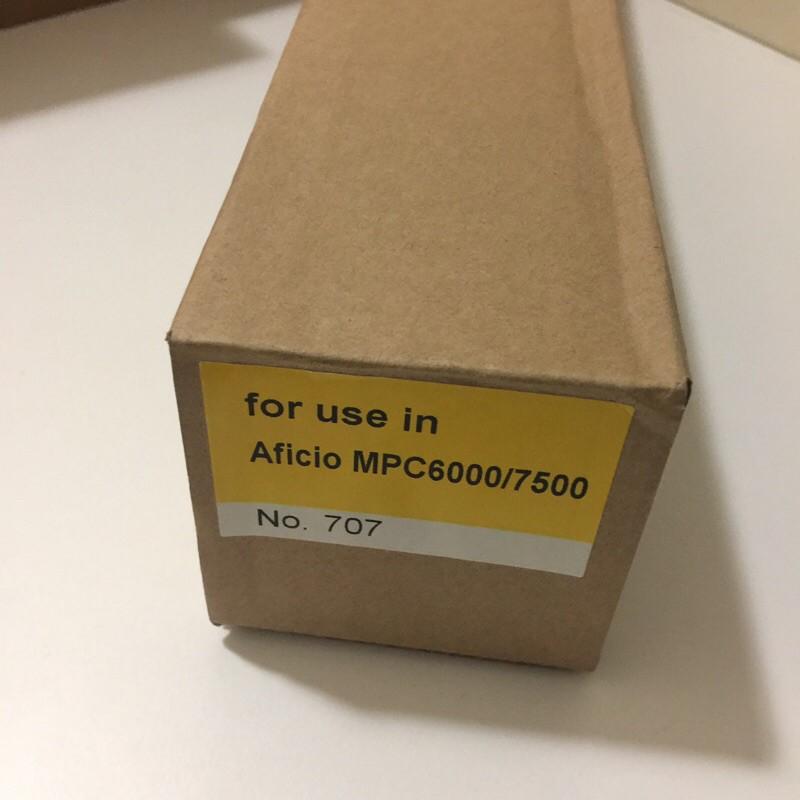 for use in
Aficio MPC6000/7500
No. 707